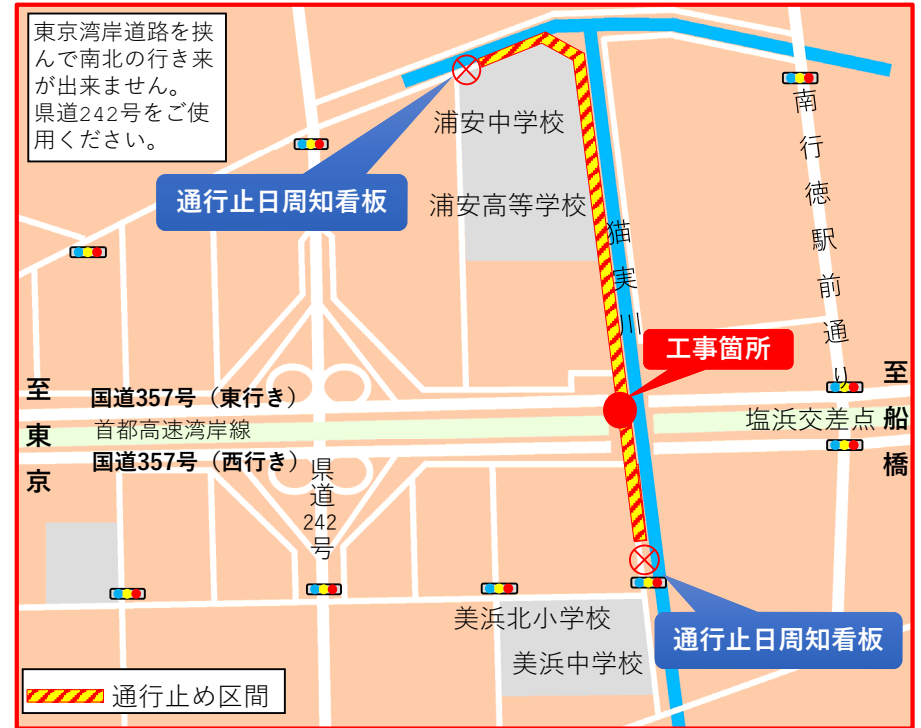 東京湾岸道路を挟
んで南北の行き来
が出来ません。
県道242号をご使
用ください。
浦安中学校
通行止日周知看板
浦安高等学校
南行徳駅前通り
猫実川
工事箇所
至東京
国道357号（東行き）
首都高速湾岸線
国道357号（西行き）
至船橋
塩浜交差点
県道242号
美浜北小学校
美浜中学校
通行止日周知看板
通行止め区間